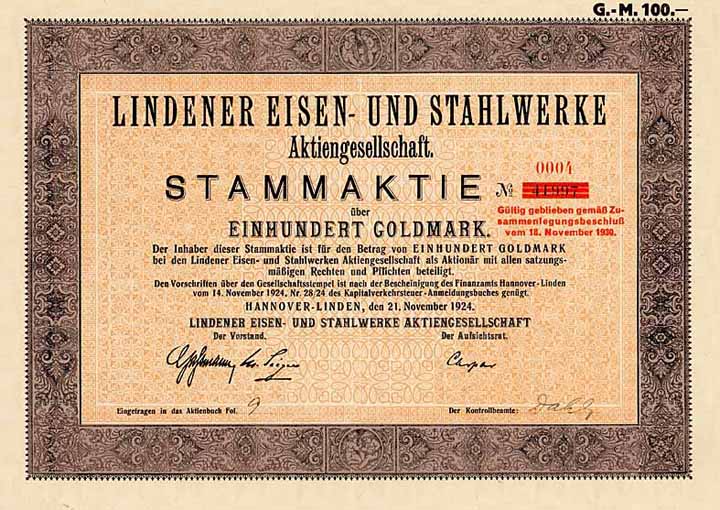 G.-M. 100.—
LINDENER EISEN- UND STAHLWERKE
Aktiengesellschaft.
0004
STAMMAKTIE №
Gültig geblieben gemäß Zu-
sammenlegungsbeschluß
vom 18. November 1930.
über
EINHUNDERT GOLDMARK.
Der Inhaber dieser Stammaktie ist für den Betrag von EINHUNDERT GOLDMARK
bei den Lindener Eisen- und Stahlwerken Aktiengesellschaft als Aktionär mit allen satzungs-
mäßigen Rechten und Pflichten beteiligt.
Den Vorschriften über den Gesellschaftsstempel ist nach der Bescheinigung des Finanzamts Hannover-Linden
vom 14. November 1924, Nr. 28/24 des Kapitalverkehrsteuer-Anmeldungsbuches genügt.
HANNOVER-LINDEN, den 21. November 1924.
LINDENER EISEN- UND STAHLWERKE AKTIENGESELLSCHAFT
Der Vorstand. Der Aufsichtsrat.
Eingetragen in das Aktienbuch Fol. 9 Der Kontrollbeamte: